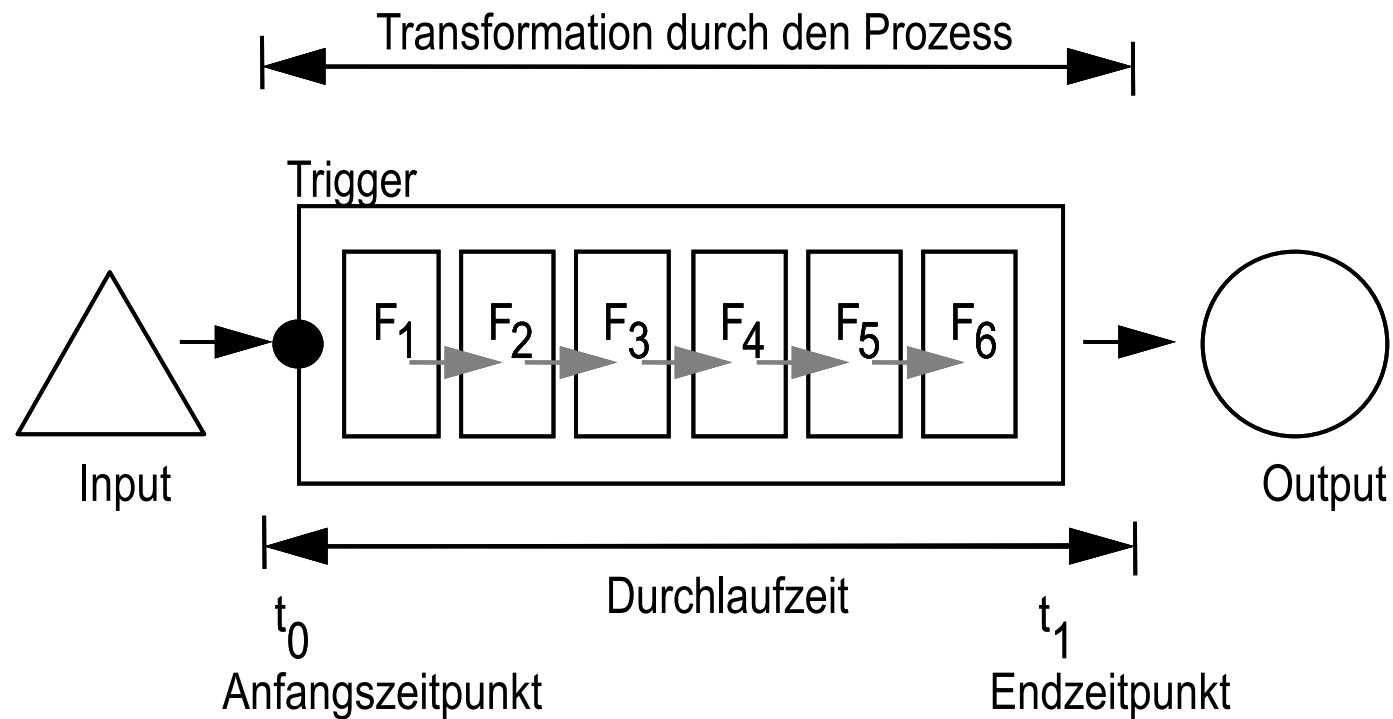 Transformation durch den Prozess
Trigger
F1 F2 F3 F4 F5 F6
Input
Output
Durchlaufzeit
t0
t1
Anfangszeitpunkt
Endzeitpunkt